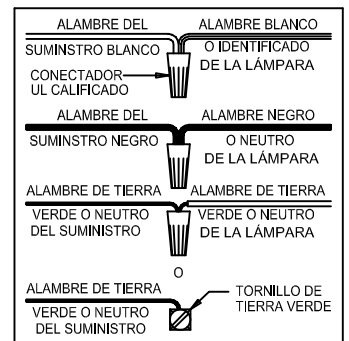 ALAMBRE DEL
SUMINSTRO BLANCO
ALAMBRE BLANCO
O IDENTIFICADO
DE LA LÁMPARA
CONECTADOR
UL CALIFICADO
ALAMBRE DEL
SUMINSTRO NEGRO
ALAMBRE NEGRO
O NEUTRO
DE LA LÁMPARA
ALAMBRE DE TIERRA
VERDE O NEUTRO
DEL SUMINISTRO
ALAMBRE DE TIERRA
VERDE O NEUTRO
DE LA LÁMPARA
O
ALAMBRE DE TIERRA
VERDE O NEUTRO
DEL SUMINISTRO
TORNILLO DE
TIERRA VERDE